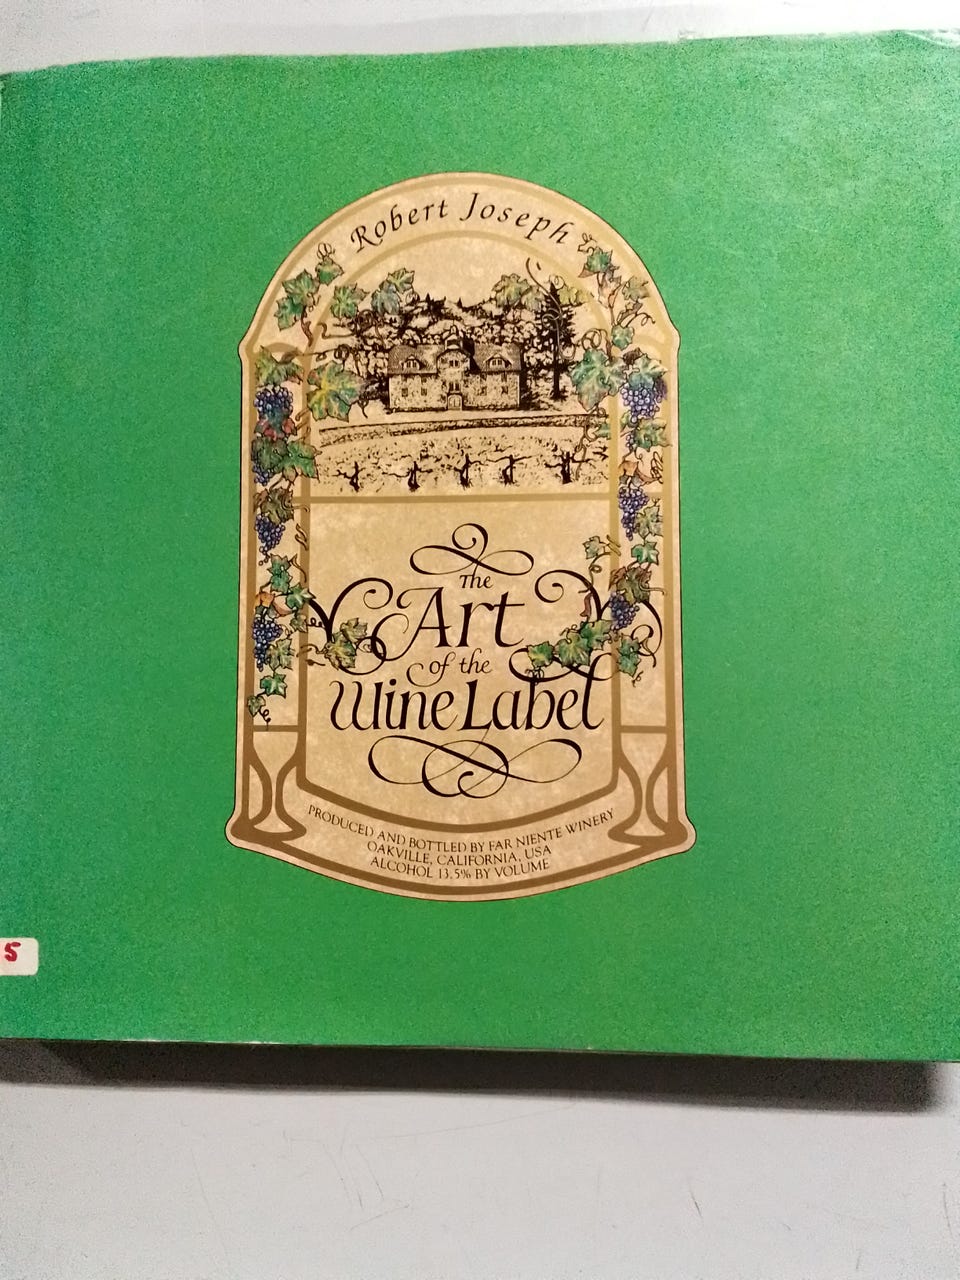 Robert Joseph
The
Art
of the
Wine Label
PRODUCED AND BOTTLED BY FAR NIENTE WINERY
OAKVILLE, CALIFORNIA, USA
ALCOHOL 13.5% BY VOLUME
5